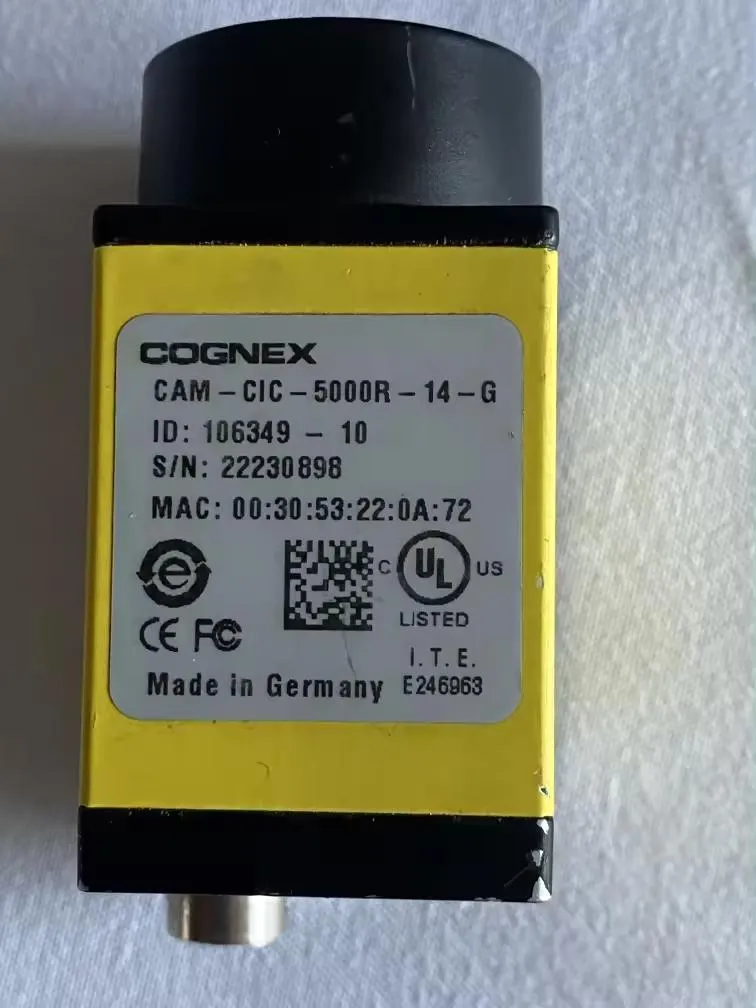 COGNEX
CAM-CIC-5000R-14-G
ID: 106349 - 10
S/N: 22230898
MAC: 00:30:53:22:0A:72
e
C UL US
LISTED
CE FC
I.T.E.
Made in Germany E246963